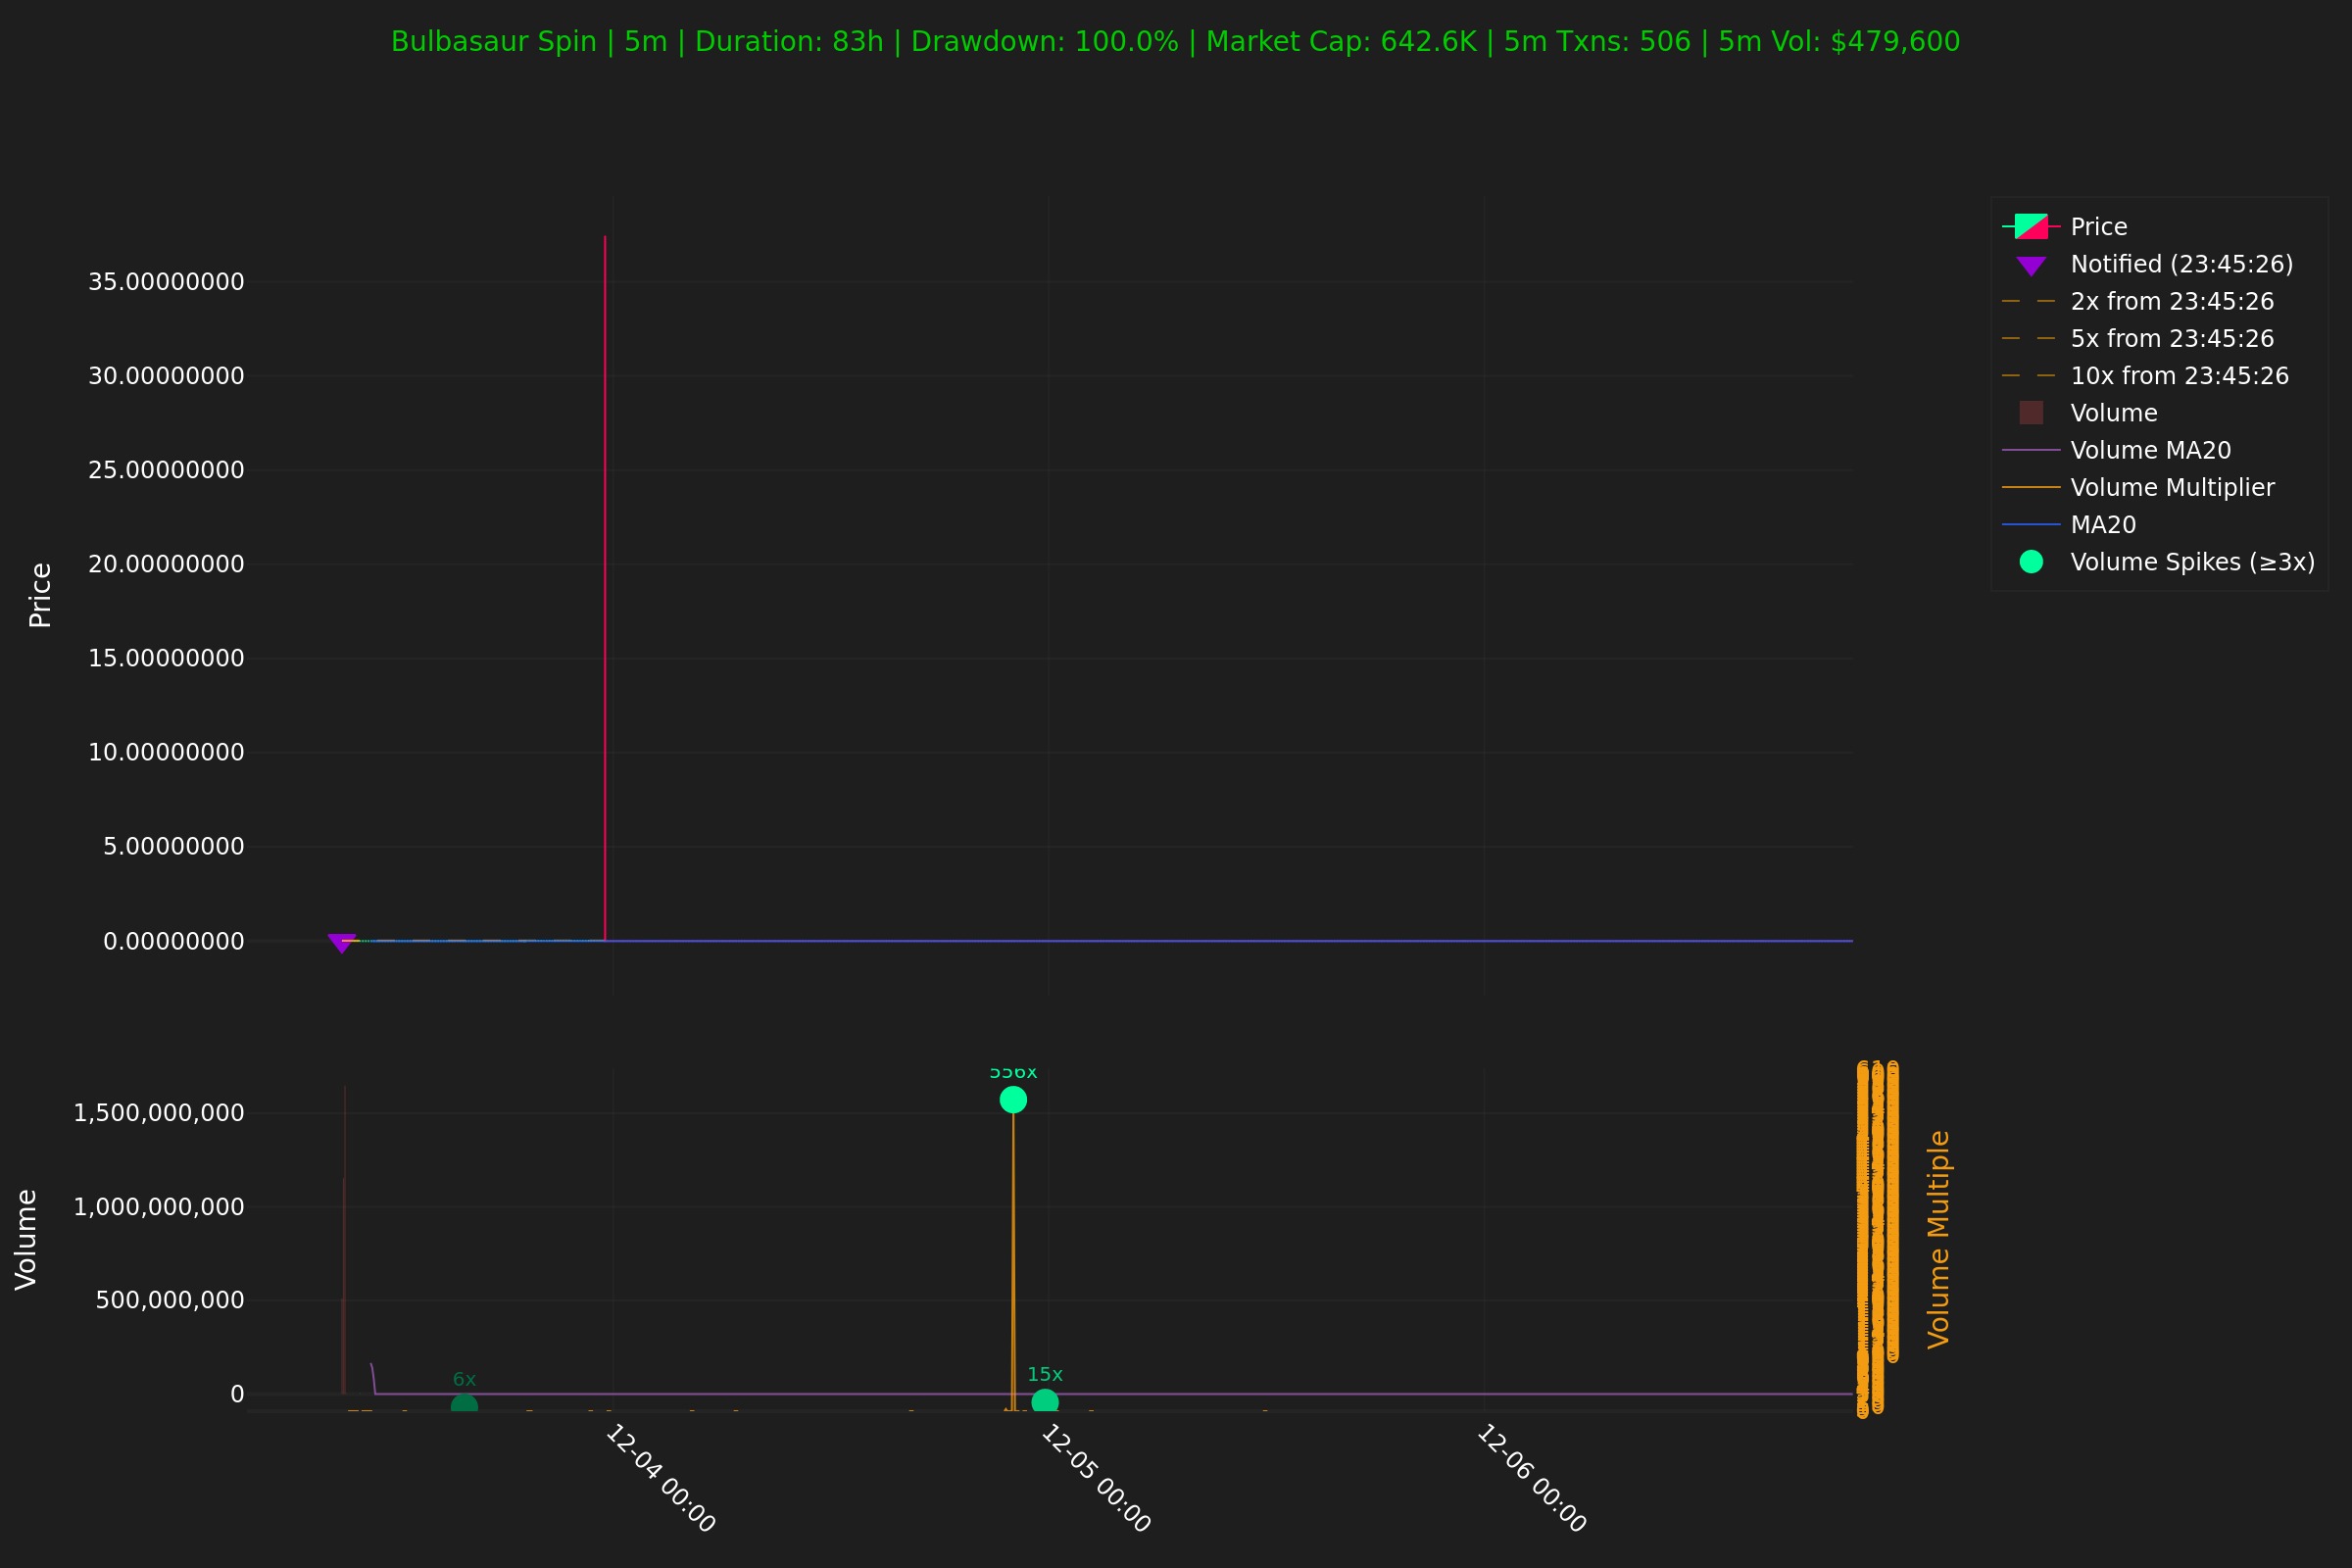 Bulbasaur Spin | 5m | Duration: 83h | Drawdown: 100.0% | Market Cap: 642.6K | 5m Txns: 506 | 5m Vol: $479,600
Price
35.00000000
30.00000000
25.00000000
20.00000000
15.00000000
10.00000000
5.00000000
0.00000000
Price
Notified (23:45:26)
2x from 23:45:26
5x from 23:45:26
10x from 23:45:26
Volume
Volume MA20
Volume Multiplier
MA20
Volume Spikes (≥3x)
Volume
1,500,000,000
1,000,000,000
500,000,000
0
556x
6x
15x
Volume Multiple
12-04 00:00
12-05 00:00
12-06 00:00